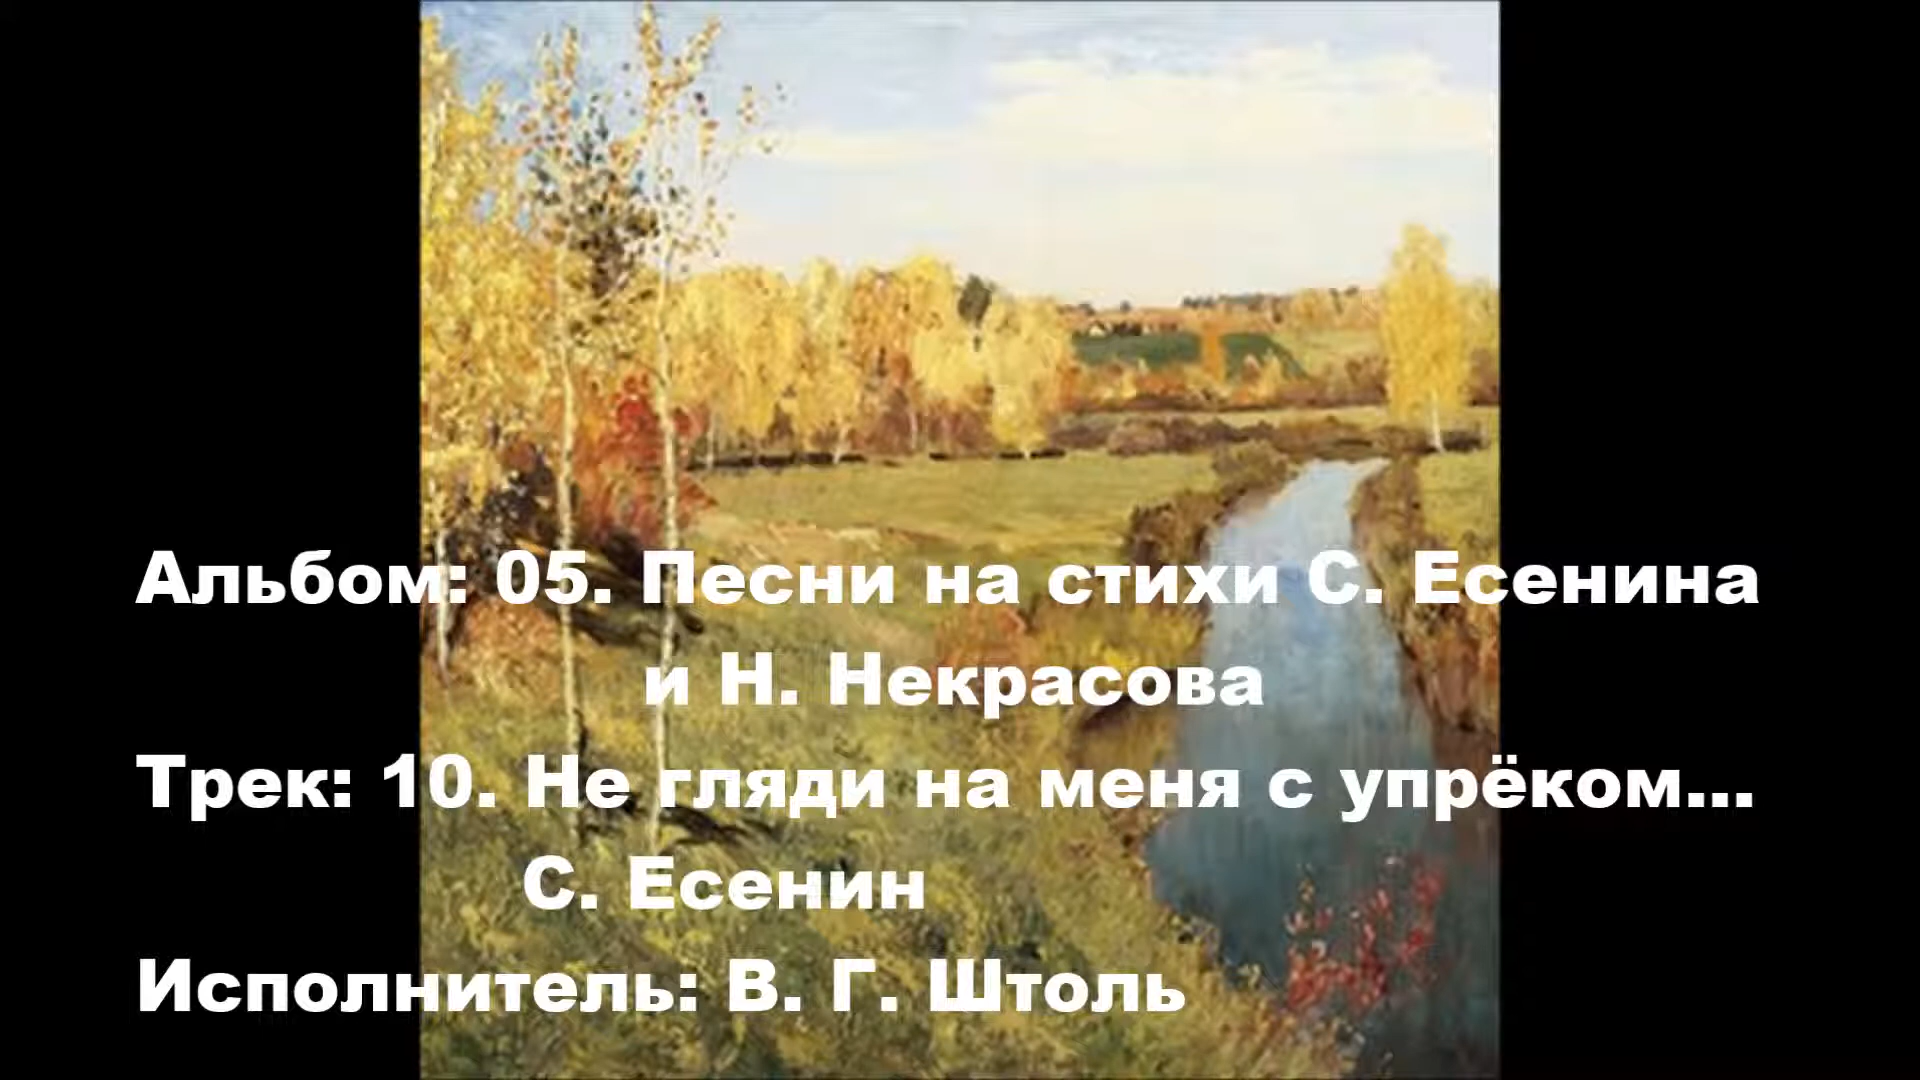 Альбом: 05. Песни на стихи С. Есенина
и Н. Некрасова
Трек: 10. Не гляди на меня с упрёком...
С. Есенин
Исполнитель: В. Г. Штоль